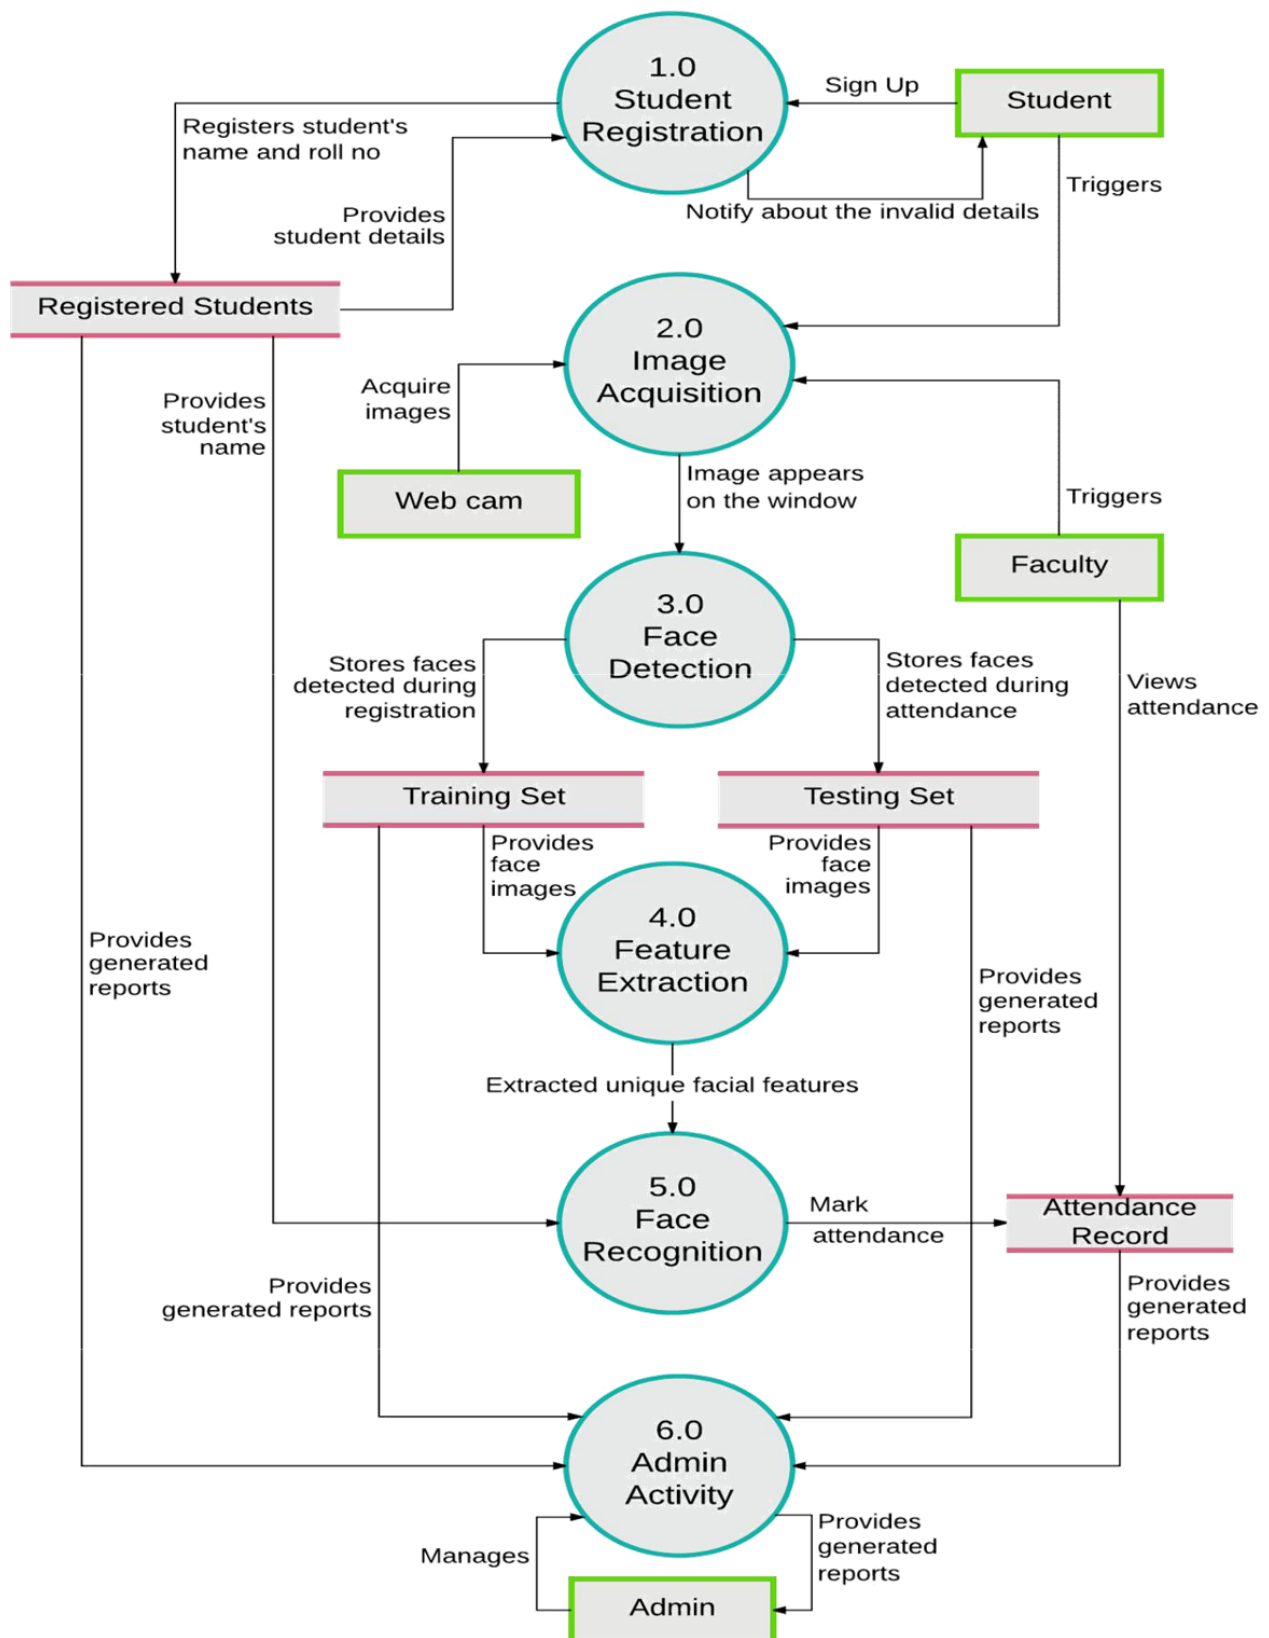 1.0
Student
Registration
Sign Up
Student
Registers student's
name and roll no
Provides
student details
Notify about the invalid details
Triggers
Registered Students
2.0
Image
Acquisition
Acquire
images
Provides
student's
name
Web cam
Image appears
on the window
Triggers
Faculty
3.0
Face
Detection
Stores faces
detected during
registration
Stores faces
detected during
attendance
Views
attendance
Training Set
Testing Set
Provides
face
images
Provides
face
images
4.0
Feature
Extraction
Provides
generated
reports
Provides
generated
reports
Extracted unique facial features
5.0
Face
Recognition
Mark
attendance
Attendance
Record
Provides
generated reports
Provides
generated
reports
6.0
Admin
Activity
Manages
Provides
generated
reports
Admin